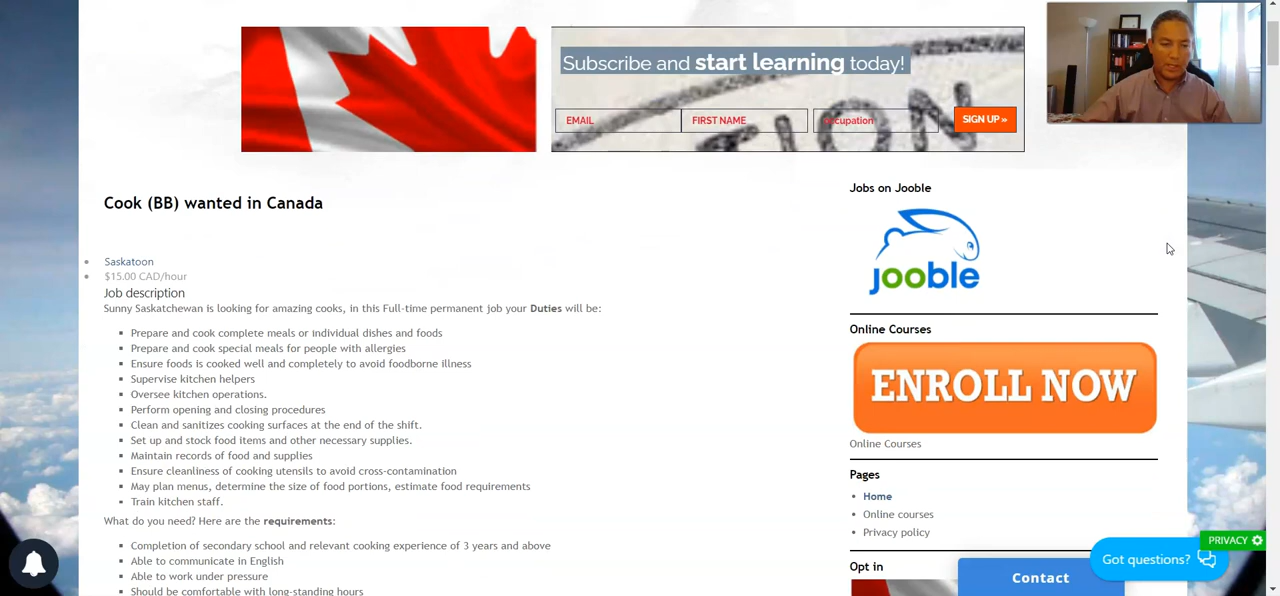 Subscribe and start learning today!
EMAIL
FIRST NAME
Occupation
SIGN UP »
TION
Cook (BB) wanted in Canada
Saskatoon
$15.00 CAD/hour
Job description
Sunny Saskatchewan is looking for amazing cooks, in this Full-time permanent job your Duties will be:
Prepare and cook complete meals or individual dishes and foods
Prepare and cook special meals for people with allergies
Ensure foods is cooked well and completely to avoid foodborne illness
Supervise kitchen helpers
Oversee kitchen operations.
Perform opening and closing procedures
Clean and sanitizes cooking surfaces at the end of the shift.
Set up and stock food items and other necessary supplies.
Maintain records of food and supplies
Ensure cleanliness of cooking utensils to avoid cross-contamination
May plan menus, determine the size of food portions, estimate food requirements
Train kitchen staff.
What do you need? Here are the requirements:
Completion of secondary school and relevant cooking experience of 3 years and above
Able to communicate in English
Able to work under pressure
Should be comfortable with long-standing hours
Jobs on Jooble
jooble
Online Courses
ENROLL NOW
Online Courses
Pages
Home
Online courses
Privacy policy
Opt in
PRIVACY
Got questions?
Contact